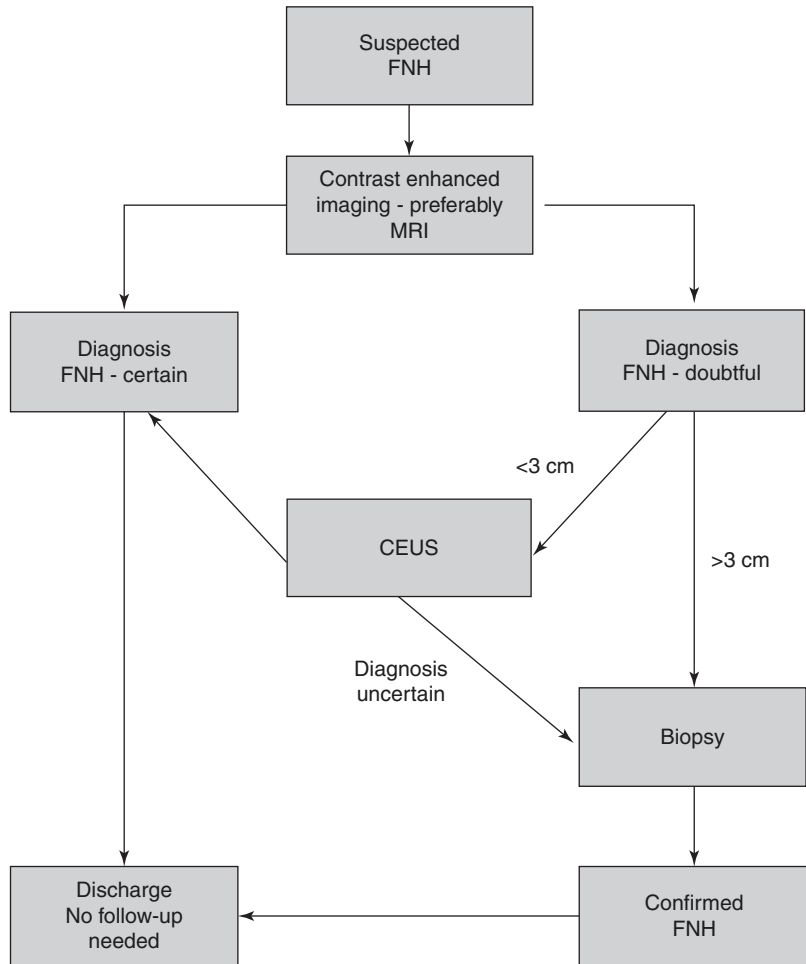 Suspected
FNH
Contrast enhanced
imaging - preferably
MRI
Diagnosis
FNH - certain
Diagnosis
FNH - doubtful
<3 cm
CEUS
>3 cm
Diagnosis
uncertain
Biopsy
Discharge
No follow-up
needed
Confirmed
FNH